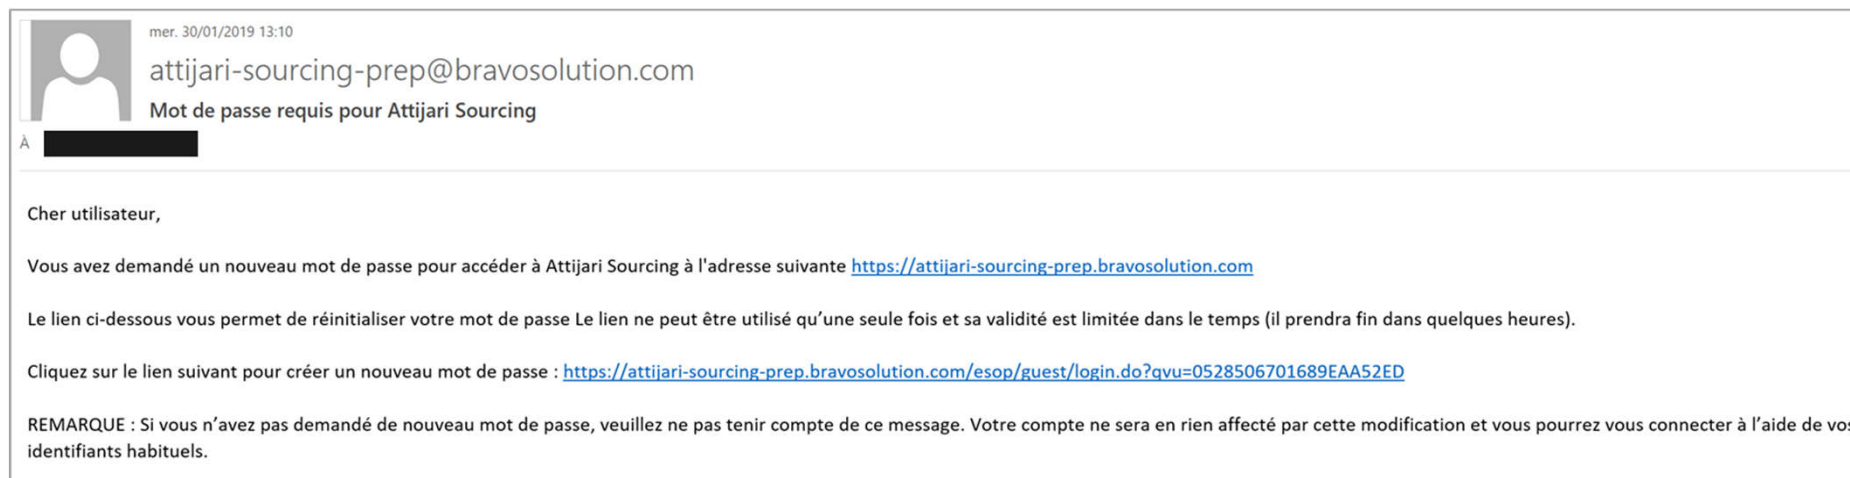 mer. 30/01/2019 13:10
attijari-sourcing-prep@bravosolution.com
Mot de passe requis pour Attijari Sourcing
À
Cher utilisateur,
Vous avez demandé un nouveau mot de passe pour accéder à Attijari Sourcing à l'adresse suivante https://attijari-sourcing-prep.bravosolution.com
Le lien ci-dessous vous permet de réinitialiser votre mot de passe Le lien ne peut être utilisé qu’une seule fois et sa validité est limitée dans le temps (il prendra fin dans quelques heures).
Cliquez sur le lien suivant pour créer un nouveau mot de passe : https://attijari-sourcing-prep.bravosolution.com/esop/guest/login.do?qvu=0528506701689EAA52ED
REMARQUE : Si vous n’avez pas demandé de nouveau mot de passe, veuillez ne pas tenir compte de ce message. Votre compte ne sera en rien affecté par cette modification et vous pourrez vous connecter à l’aide de vos
identifiants habituels.